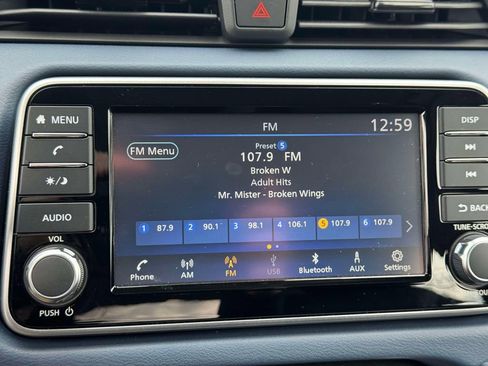 MENU
AUDIO
VOL
PUSH
FM
12:59
FM Menu
Preset 5
107.9 FM
Broken W
Adult Hits
Mr. Mister - Broken Wings
1 87.9 2 90.1 3 98.1 4 106.1 5 107.9 6 107.9
Phone AM FM USB Bluetooth AUX Settings
DISP
BACK
TUNE-SCRO